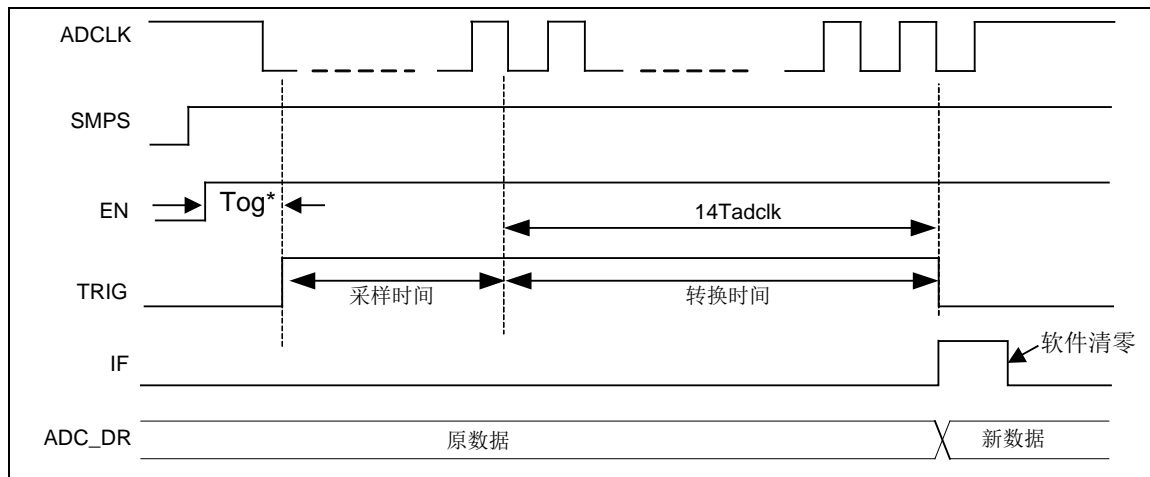 ADCLK
SMPS
EN
Tog*
14Tadclk
TRIG
采样时间
转换时间
IF
软件清零
ADC_DR
原数据
新数据